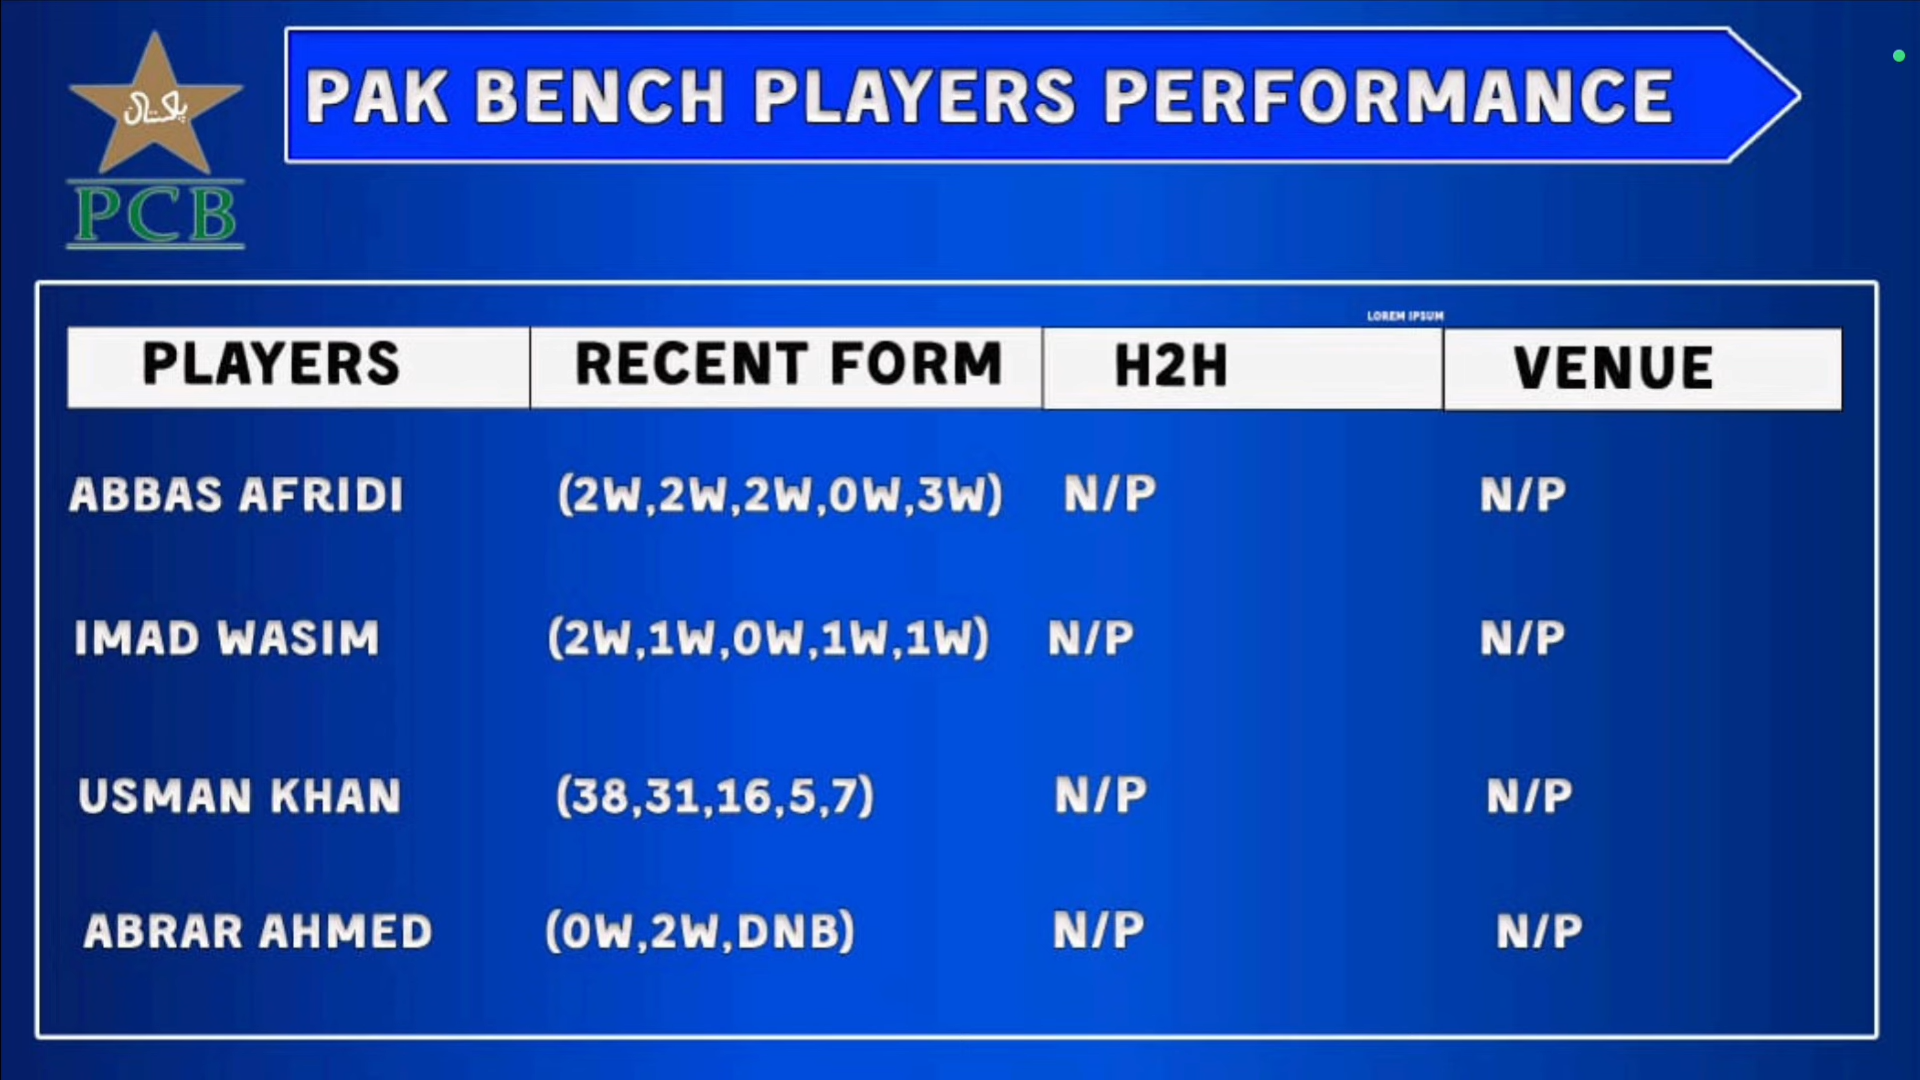 PAK BENCH PLAYERS PERFORMANCE
پاکستان
PCB
LOREM IPSUM
PLAYERS RECENT FORM H2H VENUE
ABBAS AFRIDI (2W,2W,2W,0W,3W) N/P N/P
IMAD WASIM (2W,1W,0W,1W,1W) N/P N/P
USMAN KHAN (38,31,16,5,7) N/P N/P
ABRAR AHMED (0W,2W,DNB) N/P N/P